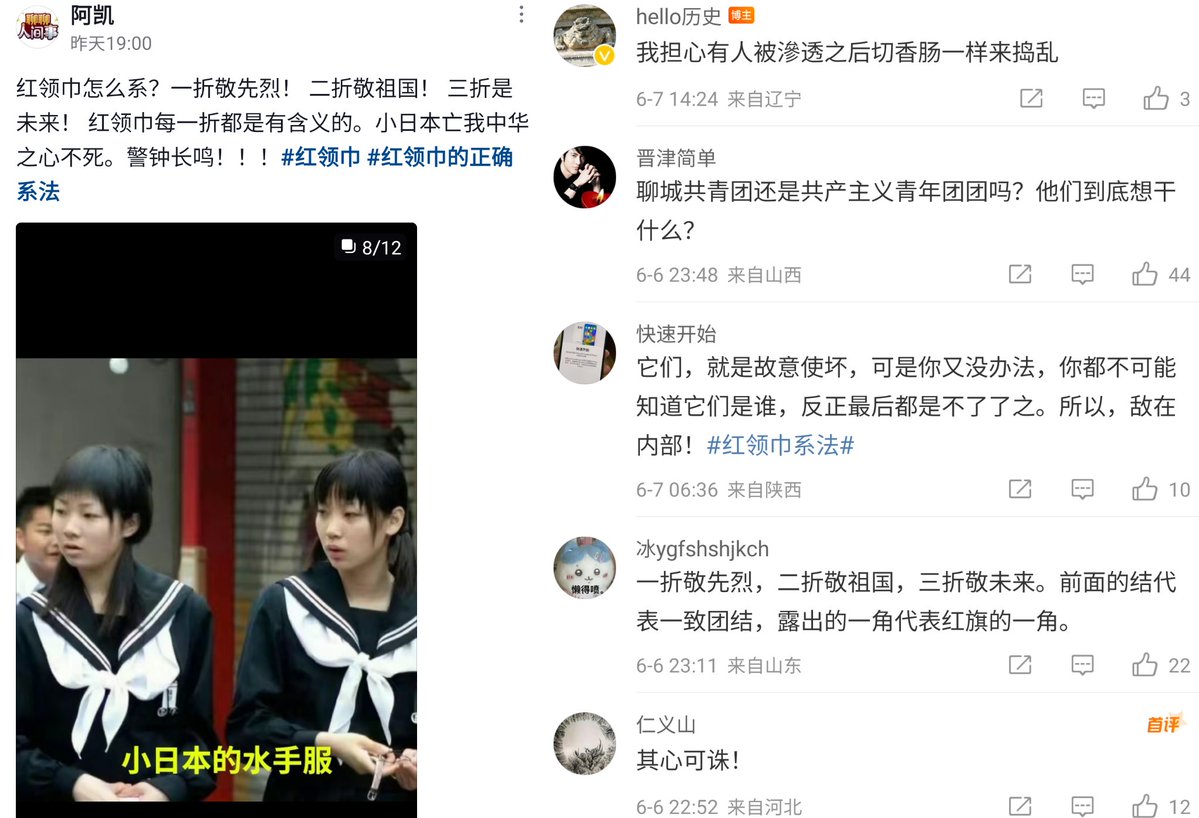 聊聊
人间事
阿凯
昨天19:00
红领巾怎么系？一折敬先烈！ 二折敬祖国！ 三折是
未来！ 红领巾每一折都是有含义的。小日本亡我中华
之心不死。警钟长鸣！！！#红领巾 #红领巾的正确
系法
8/12
小日本的水手服
hello历史 博主
我担心有人被渗透之后切香肠一样来捣乱
6-7 14:24 来自辽宁
3
晋津简单
聊城共青团还是共产主义青年团团吗？他们到底想干
什么？
6-6 23:48 来自山西
44
快速开始
它们，就是故意使坏，可是你又没办法，你都不可能
知道它们是谁，反正最后都是不了了之。所以，敌在
内部！#红领巾系法#
6-7 06:36 来自陕西
10
冰ygfshshjkch
懒得喷。
一折敬先烈，二折敬祖国，三折敬未来。前面的结代
表一致团结，露出的一角代表红旗的一角。
6-6 23:11 来自山东
22
仁义山
首评
其心可诛！
6-6 22:52 来自河北
12